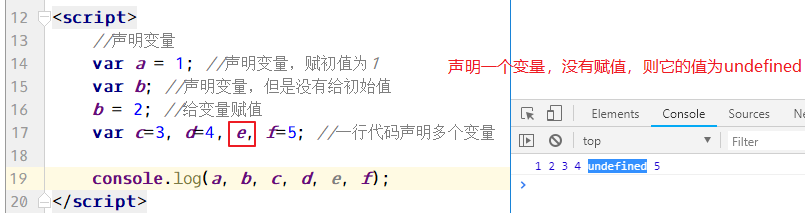 12 <script>
13 //声明变量
14 var a = 1; //声明变量，赋初值为1
15 var b; //声明变量，但是没有给初始值
16 b = 2; //给变量赋值
17 var c=3, d=4, e, f=5; //一行代码声明多个变量
18
19 console.log(a, b, c, d, e, f);
20 </script>
声明一个变量，没有赋值，则它的值为undefined
Elements Console Sources
top Filter
1 2 3 4 undefined 5
>